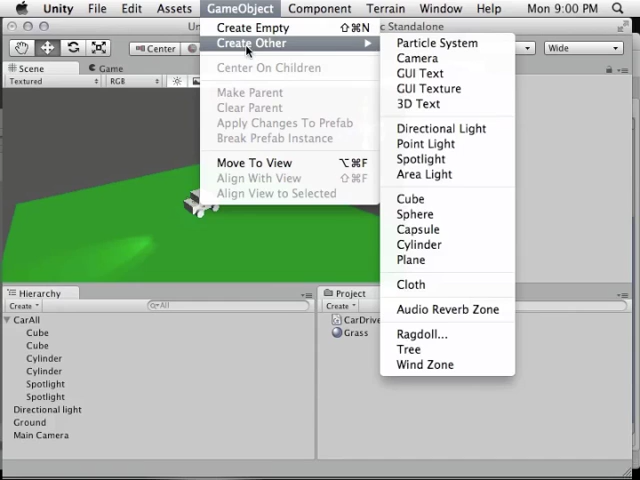 Unity File Edit Assets GameObject Component Terrain Window Help Mon 9:00 PM
Standalone
Create Empty ⇧⌘N
Create Other
Center On Children
Make Parent
Clear Parent
Apply Changes To Prefab
Break Prefab Instance
Move To View ⌥⌘F
Align With View ⇧⌘F
Align View to Selected
Particle System
Camera
GUI Text
GUI Texture
3D Text
Directional Light
Point Light
Spotlight
Area Light
Cube
Sphere
Capsule
Cylinder
Plane
Cloth
Audio Reverb Zone
Ragdoll...
Tree
Wind Zone
Center
Wide
Scene Game
Textured RGB
Hierarchy
Create All
CarAll
Cube
Cube
Cylinder
Cylinder
Spotlight
Spotlight
Directional light
Ground
Main Camera
Project
Create
CarDrive
Grass